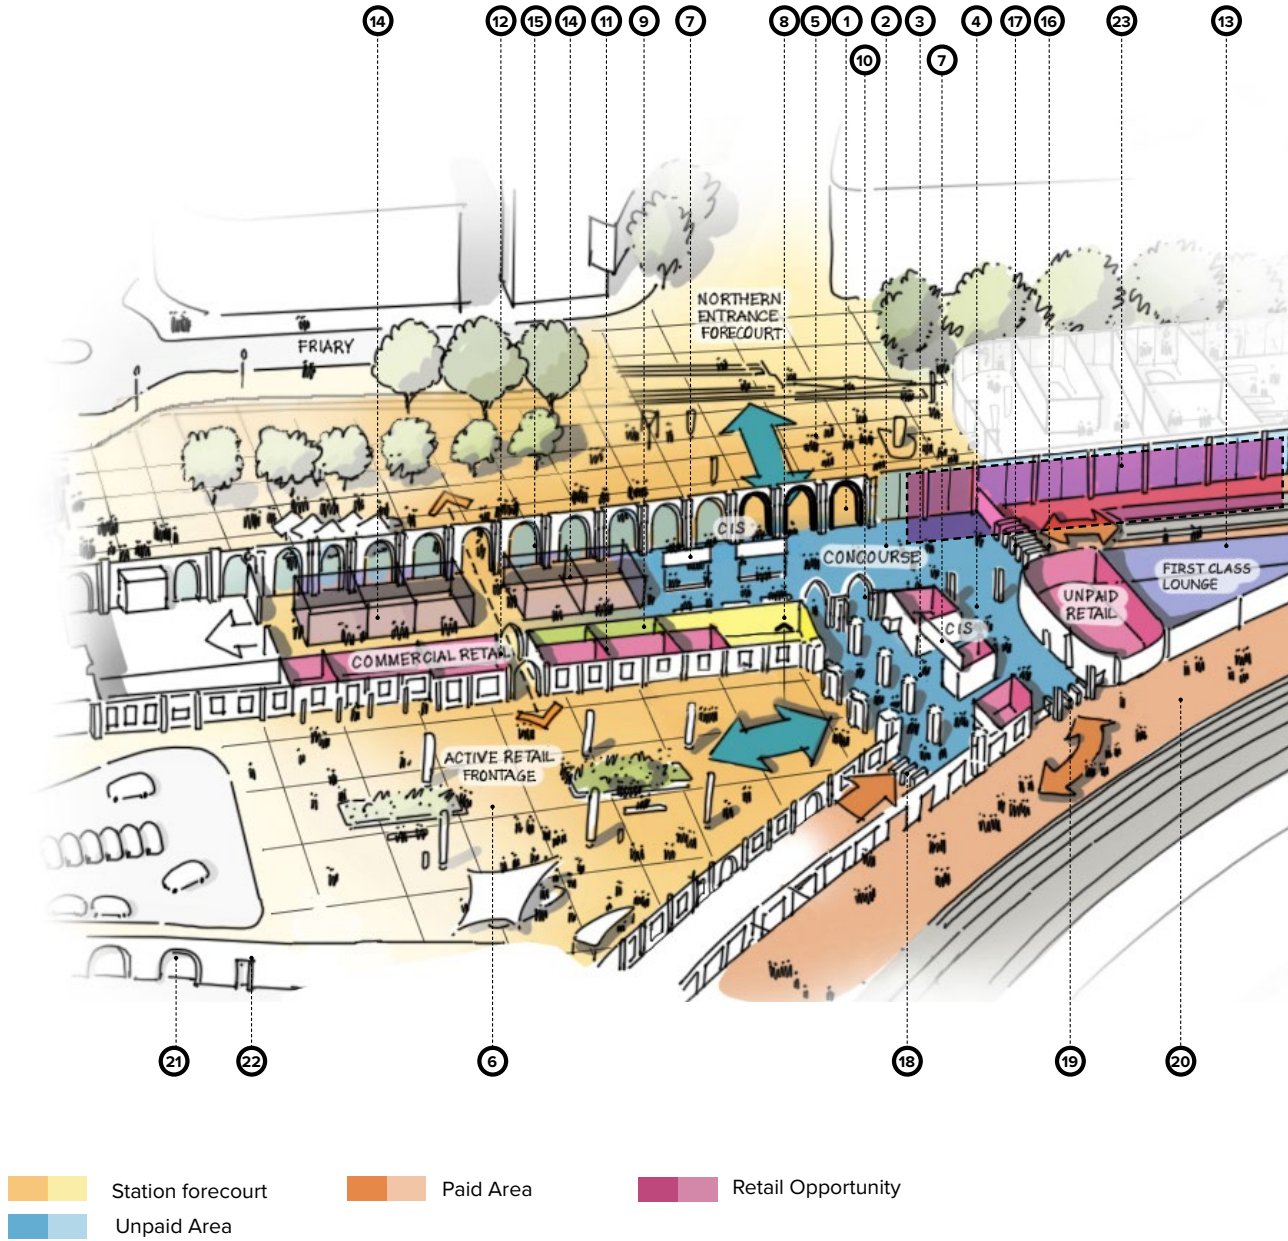 14 12 15 14 11 9 7 8 5 1 2 3 4 17 16 23 13
10 7
NORTHERN
ENTRANCE
FORECOURT
FRIARY
CIS
CONCOURSE
FIRST CLASS
LOUNGE
UNPAID
RETAIL
CIS
COMMERCIAL RETAIL
ACTIVE RETAIL
FRONTAGE
21 22 6 18 19 20
Station forecourt
Paid Area
Retail Opportunity
Unpaid Area